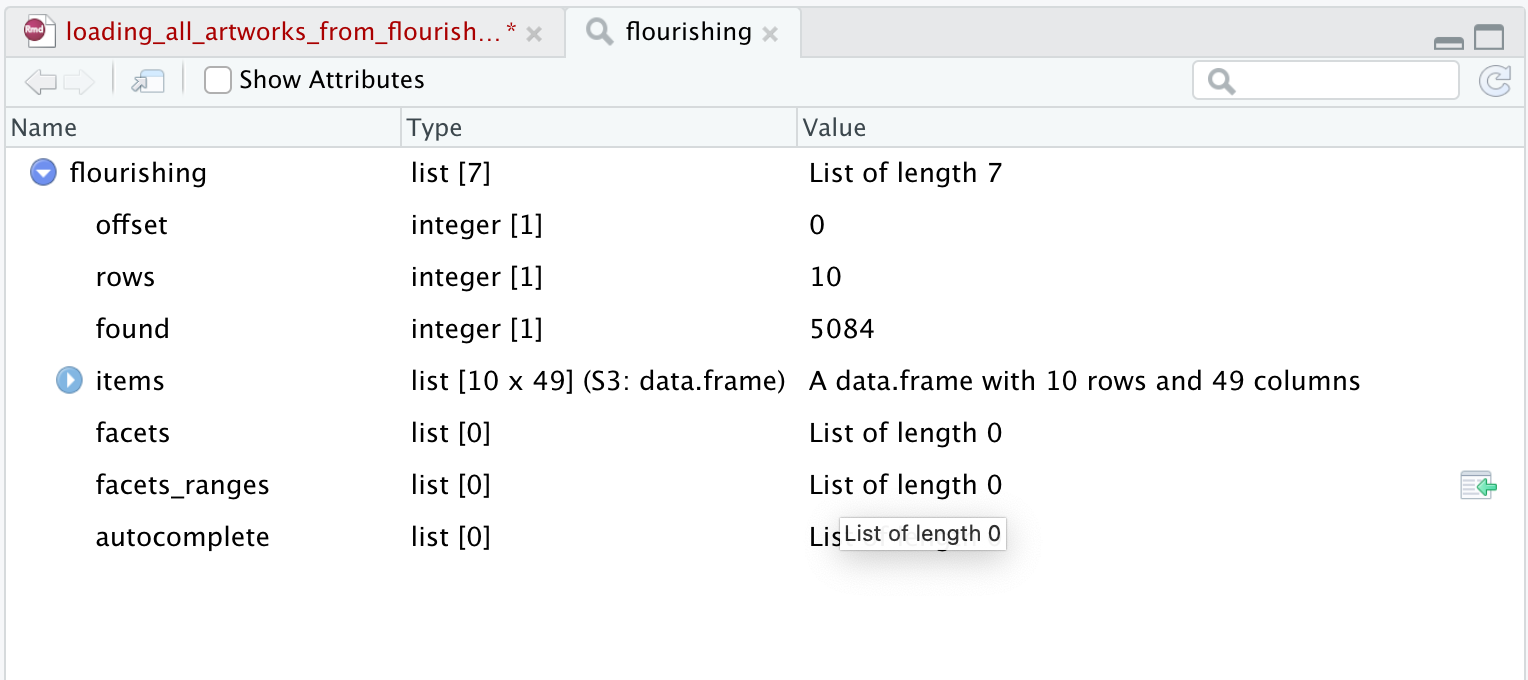 Rmd loading_all_artworks_from_flourish...* × flourishing ×
Show Attributes
Name Type Value
flourishing list [7] List of length 7
offset integer [1] 0
rows integer [1] 10
found integer [1] 5084
items list [10 x 49] (S3: data.frame) A data.frame with 10 rows and 49 columns
facets list [0] List of length 0
facets_ranges list [0] List of length 0
autocomplete list [0] Lis
List of length 0